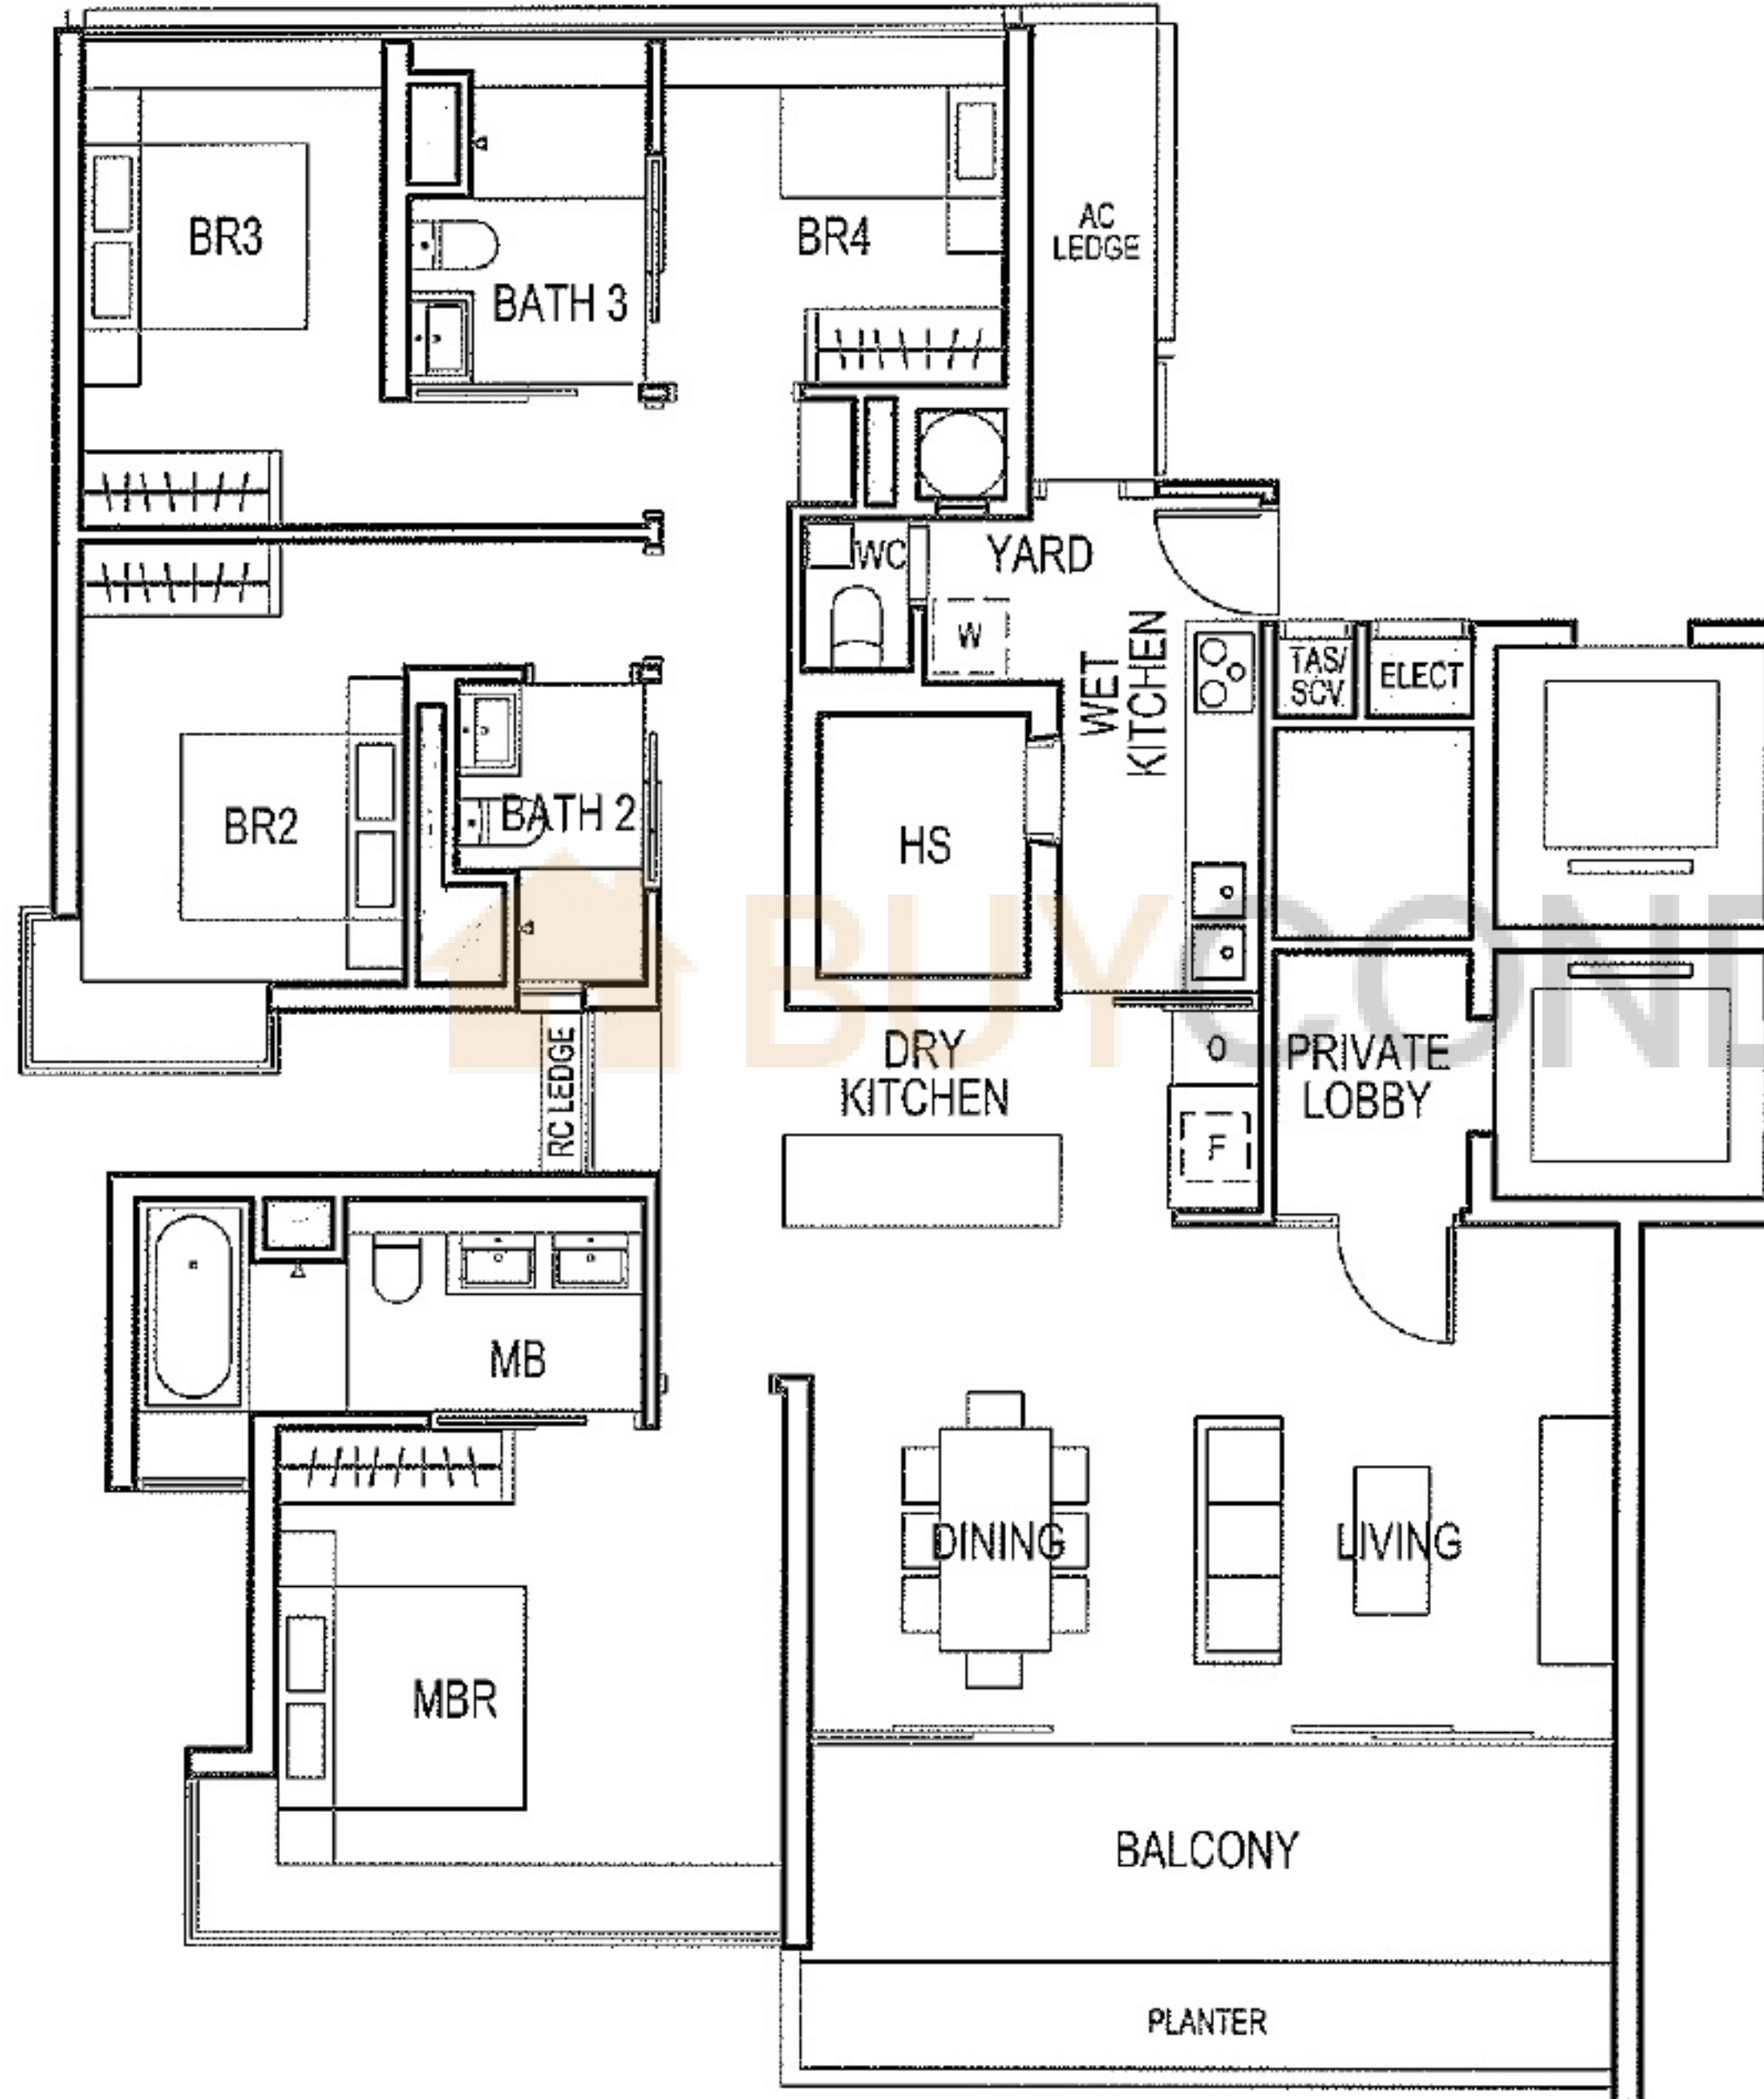 BR3
BATH 3
BR4
AC
LEDGE
WC
YARD
W
WET
KITCHEN
TAS/
SCV
ELECT
BR2
BATH 2
HS
BUYCOND
RC LEDGE
DRY
KITCHEN
O
F
PRIVATE
LOBBY
MB
DINING
LIVING
MBR
BALCONY
PLANTER